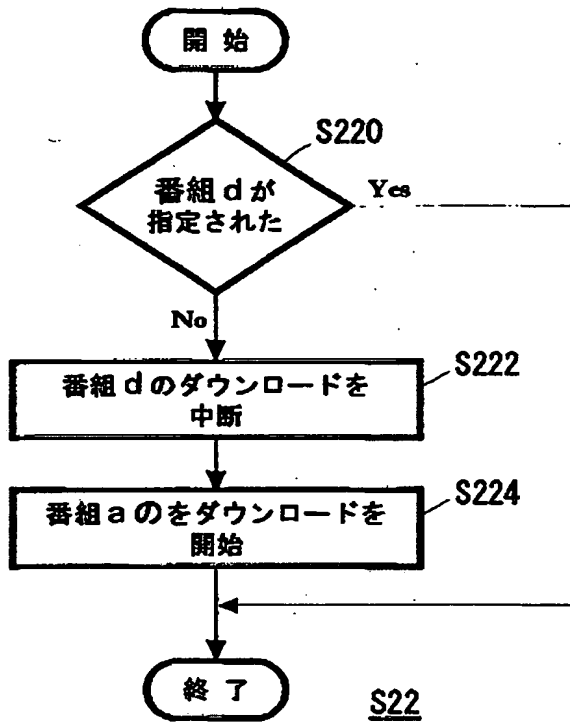 開始
S220
番組dが
指定された
Yes
No
S222
番組dのダウンロードを
中断
S224
番組aのをダウンロードを
開始
終了
S22